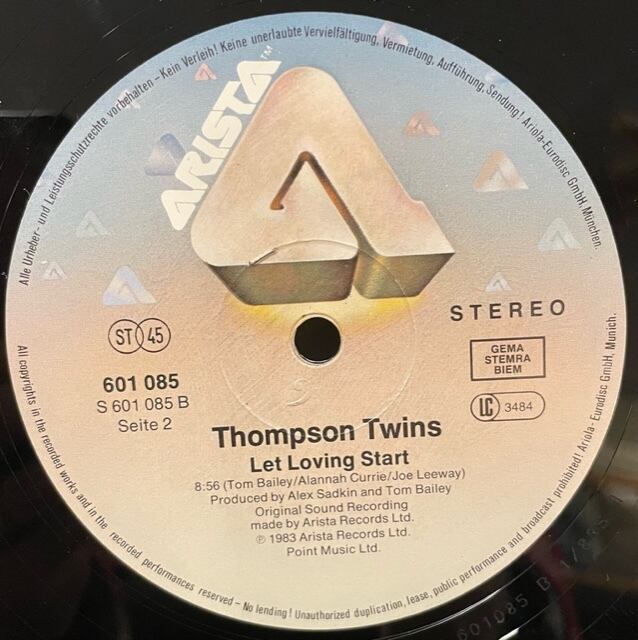 Alle Urheber- und Leistungsschutzrechte vorbehalten - Kein Verleih! Keine unerlaubte Vervielfältigung, Vermietung, Aufführung, Sendung! Ariola-Eurodisc GmbH, München.
ARISTA™
STEREO
ST 45
GEMA
STEMRA
BIEM
601 085
S 601 085 B
Seite 2
LC 3484
Thompson Twins
Let Loving Start
8:56 (Tom Bailey/Alannah Currie/Joe Leeway)
Produced by Alex Sadkin and Tom Bailey
Original Sound Recording
made by Arista Records Ltd.
℗ 1983 Arista Records Ltd.
Point Music Ltd.
All copyrights in the recorded works and in the recorded performances reserved - No lending! Unauthorized duplication, lease, public performance and broadcast prohibited! Ariola-Eurodisc GmbH, Munich.
601085 B